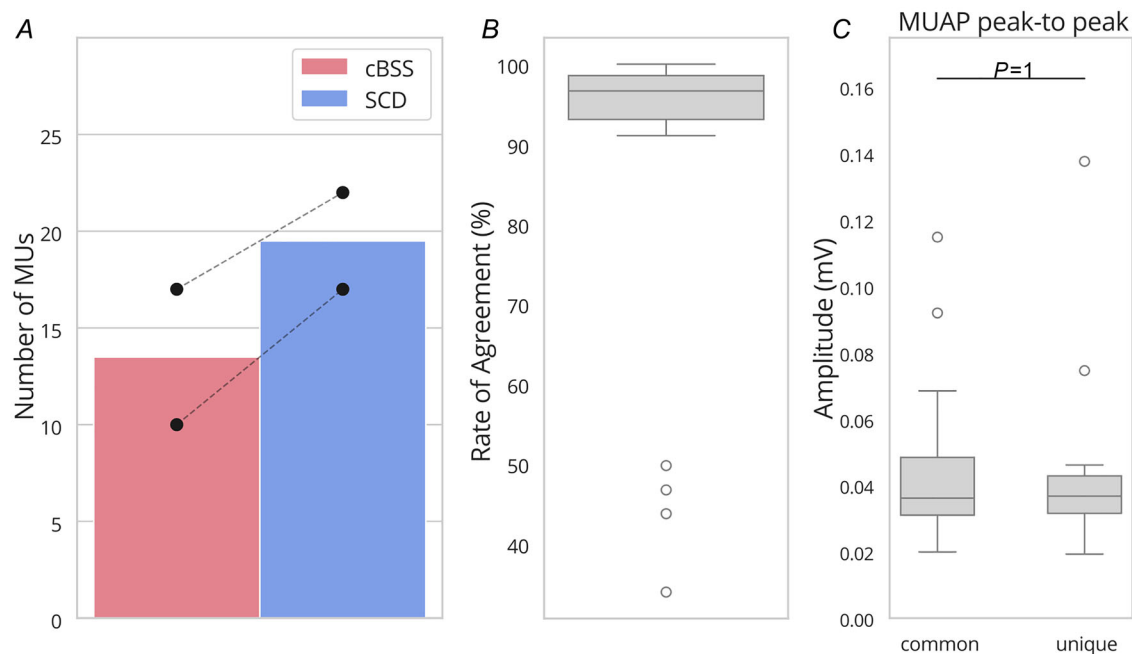 A
Number of MUs
25
20
15
10
5
0
cBSS
SCD
B
Rate of Agreement (%)
100
90
80
70
60
50
40
C
MUAP peak-to peak
P=1
Amplitude (mV)
0.16
0.14
0.12
0.10
0.08
0.06
0.04
0.02
0.00
common
unique